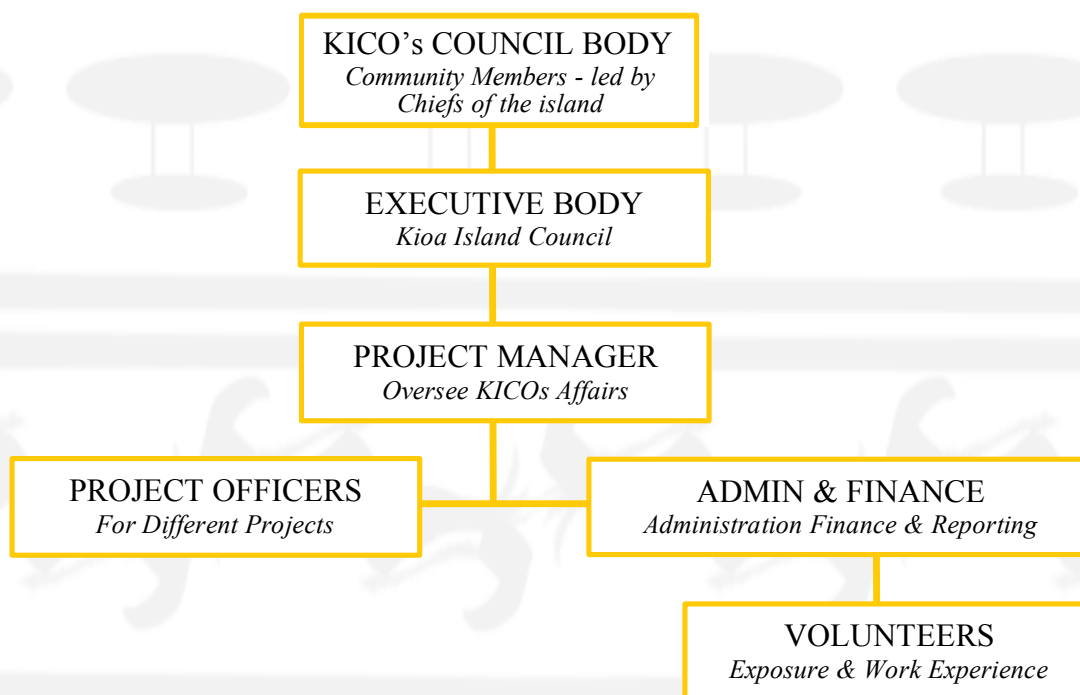 KICO’s COUNCIL BODY
Community Members - led by
Chiefs of the island
EXECUTIVE BODY
Kioa Island Council
PROJECT MANAGER
Oversee KICOs Affairs
PROJECT OFFICERS
For Different Projects
ADMIN & FINANCE
Administration Finance & Reporting
VOLUNTEERS
Exposure & Work Experience